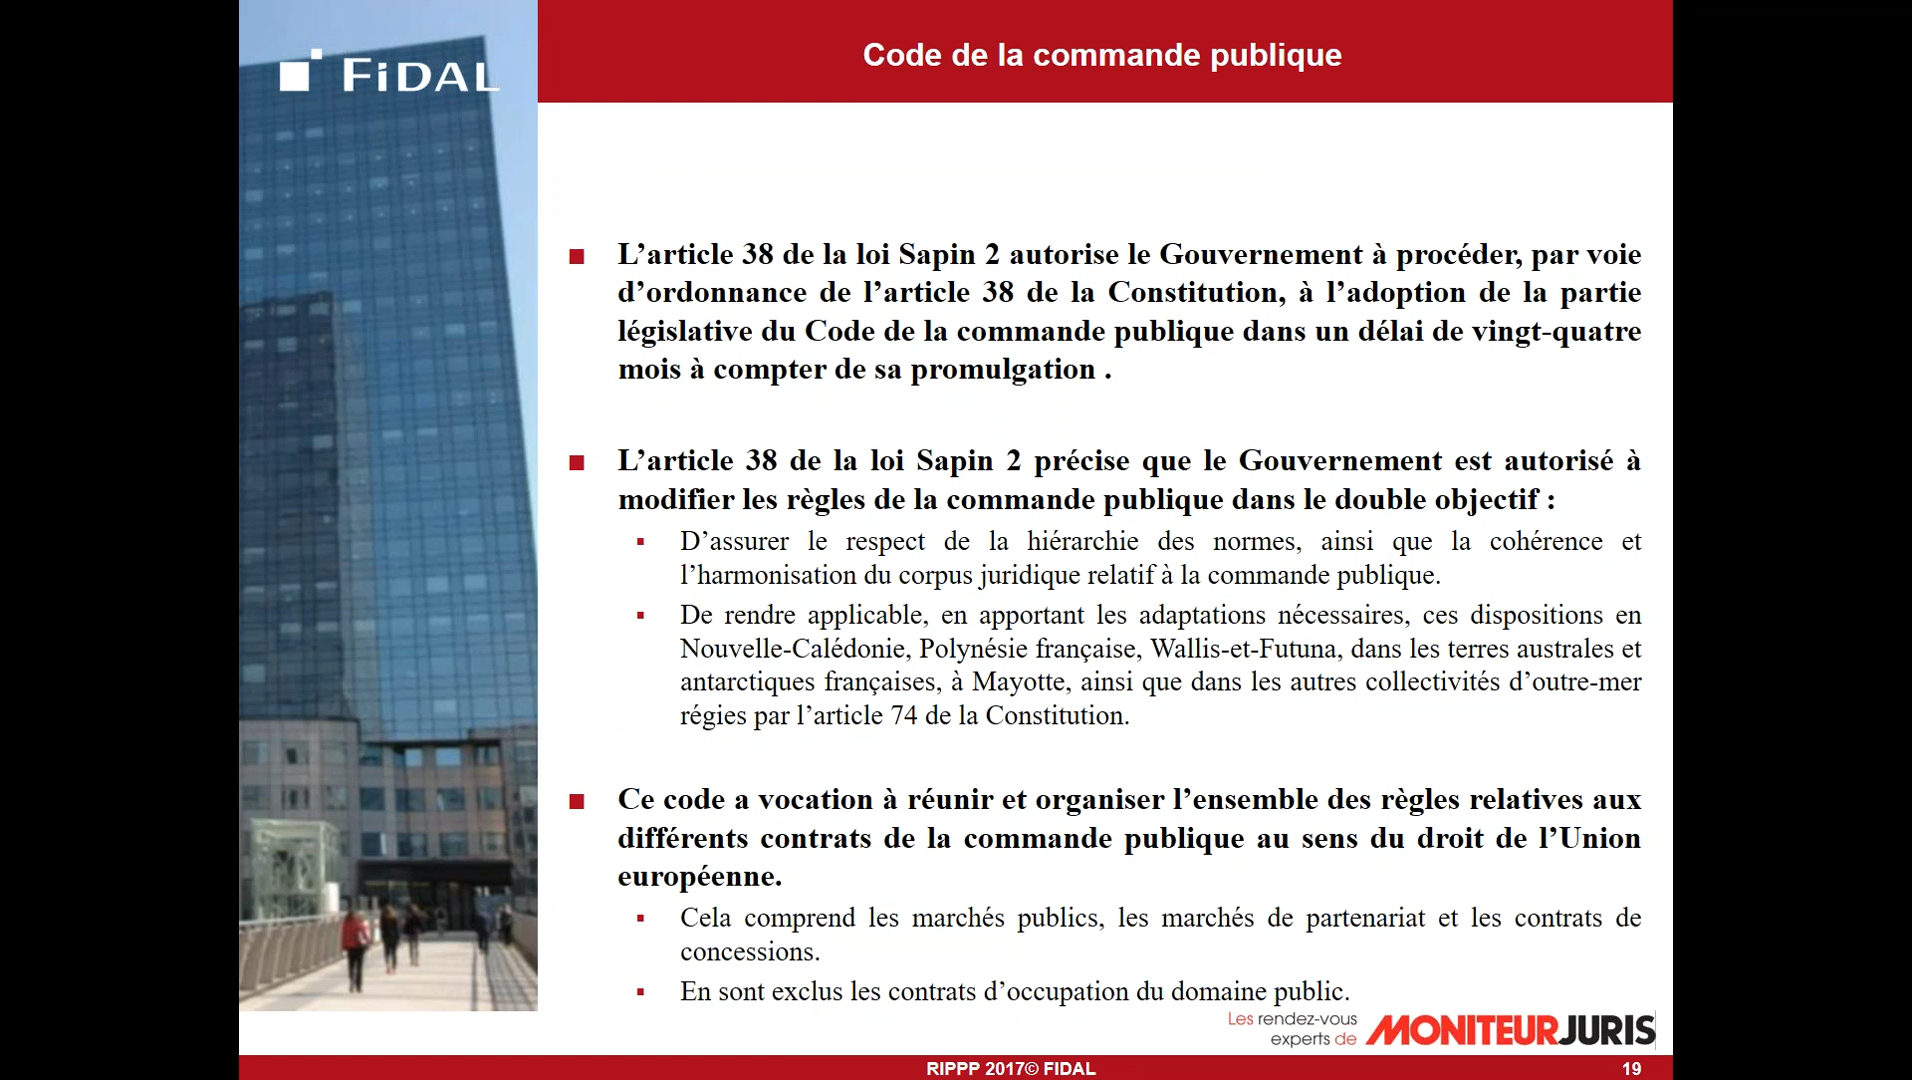 FiDAL
Code de la commande publique
L’article 38 de la loi Sapin 2 autorise le Gouvernement à procéder, par voie
d’ordonnance de l’article 38 de la Constitution, à l’adoption de la partie
législative du Code de la commande publique dans un délai de vingt-quatre
mois à compter de sa promulgation .
L’article 38 de la loi Sapin 2 précise que le Gouvernement est autorisé à
modifier les règles de la commande publique dans le double objectif :
D’assurer le respect de la hiérarchie des normes, ainsi que la cohérence et
l’harmonisation du corpus juridique relatif à la commande publique.
De rendre applicable, en apportant les adaptations nécessaires, ces dispositions en
Nouvelle-Calédonie, Polynésie française, Wallis-et-Futuna, dans les terres australes et
antarctiques françaises, à Mayotte, ainsi que dans les autres collectivités d’outre-mer
régies par l’article 74 de la Constitution.
Ce code a vocation à réunir et organiser l’ensemble des règles relatives aux
différents contrats de la commande publique au sens du droit de l’Union
européenne.
Cela comprend les marchés publics, les marchés de partenariat et les contrats de
concessions.
En sont exclus les contrats d’occupation du domaine public.
Les rendez-vous
experts de MONITEURJURIS
RIPPP 2017© FIDAL
19